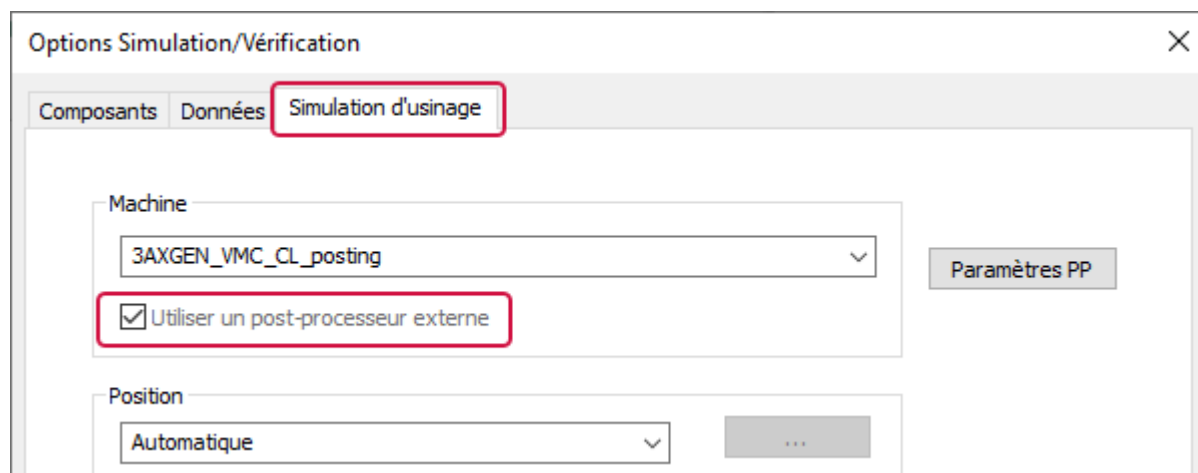 Options Simulation/Vérification
Composants Données Simulation d'usinage
Machine
3AXGEN_VMC_CL_posting
Paramètres PP
Utiliser un post-processeur externe
Position
Automatique
...